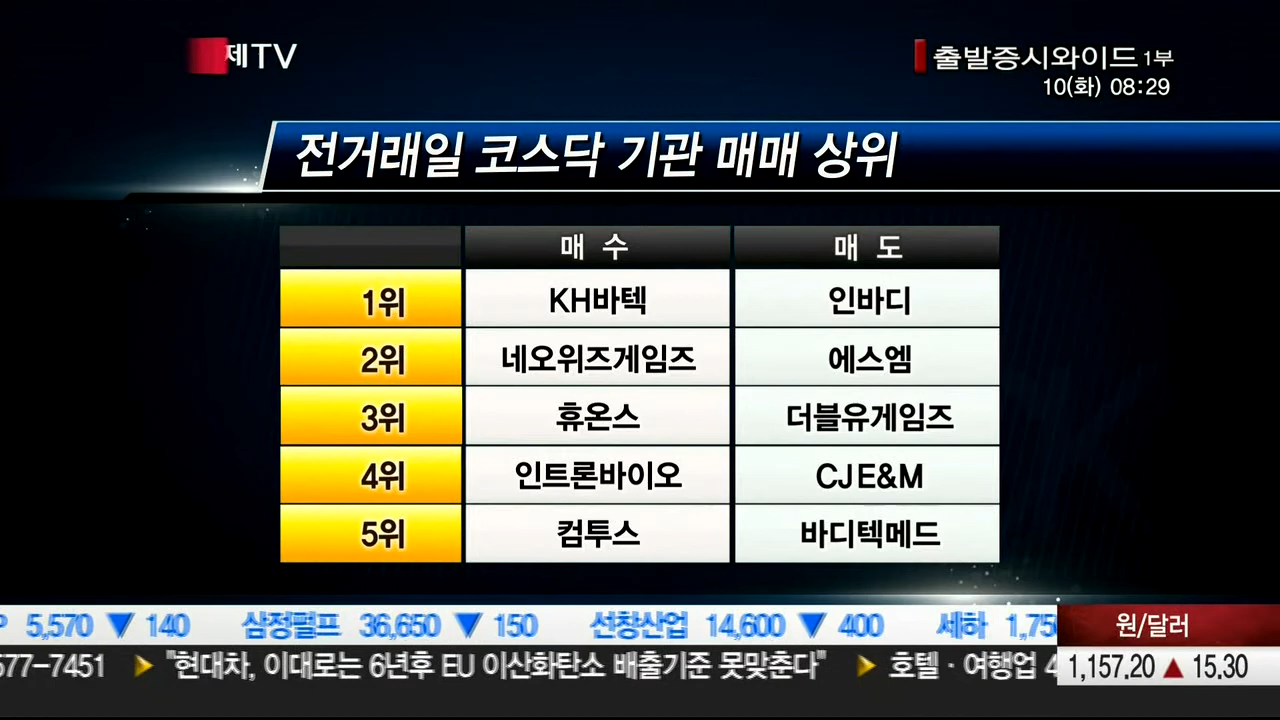 제TV
출발증시와이드 1부
10(화) 08:29
전거래일 코스닥 기관 매매 상위
매 수 매 도
1위 KH바텍 인바디
2위 네오위즈게임즈 에스엠
3위 휴온스 더블유게임즈
4위 인트론바이오 CJE&M
5위 컴투스 바디텍메드
P 5,570 ▼ 140 삼정펄프 36,650 ▼ 150 선창산업 14,600 ▼ 400 세하 1,75
원/달러
577-7451 ▶ "현대차, 이대로는 6년후 EU 이산화탄소 배출기준 못맞춘다" ▶ 호텔·여행업 4
1,157.20 ▲ 15.30